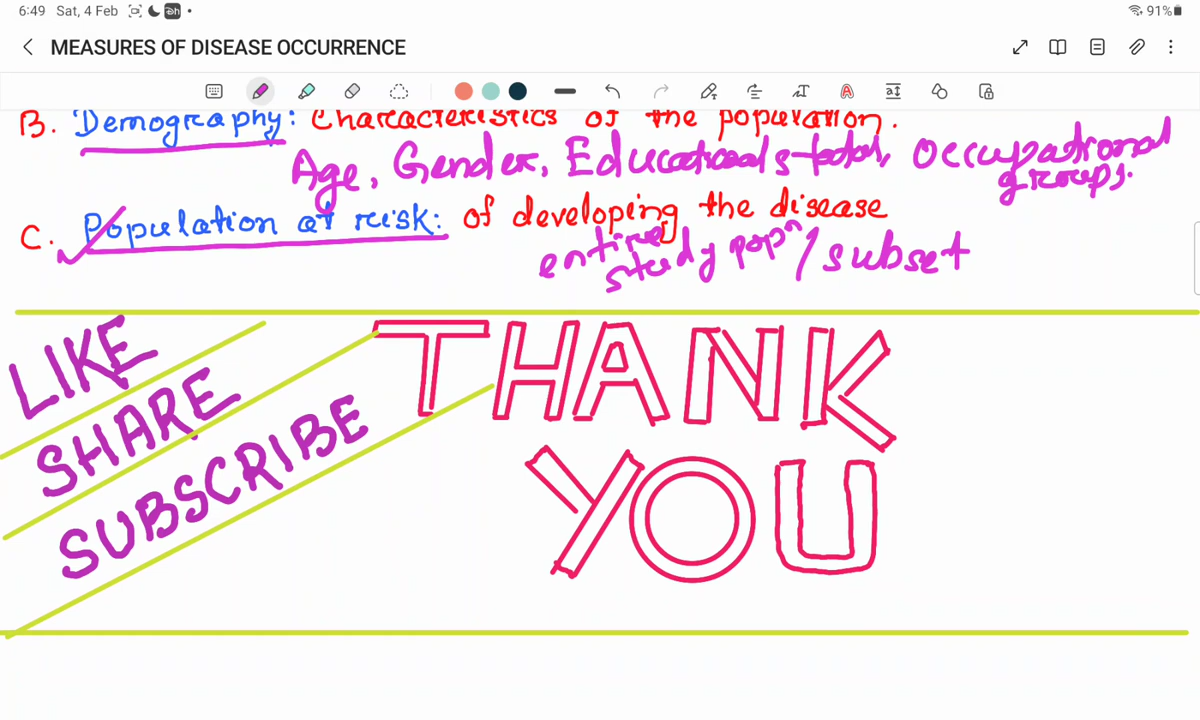 6:49 Sat, 4 Feb
91%
MEASURES OF DISEASE OCCURRENCE
B. Demography: Characteristics of the population.
Age, Gender, Educational status, Occupational
groups.
C. Population at risk: of developing the disease
entire
study popⁿ/ subset
LIKE
SHARE
SUBSCRIBE
THANK
YOU